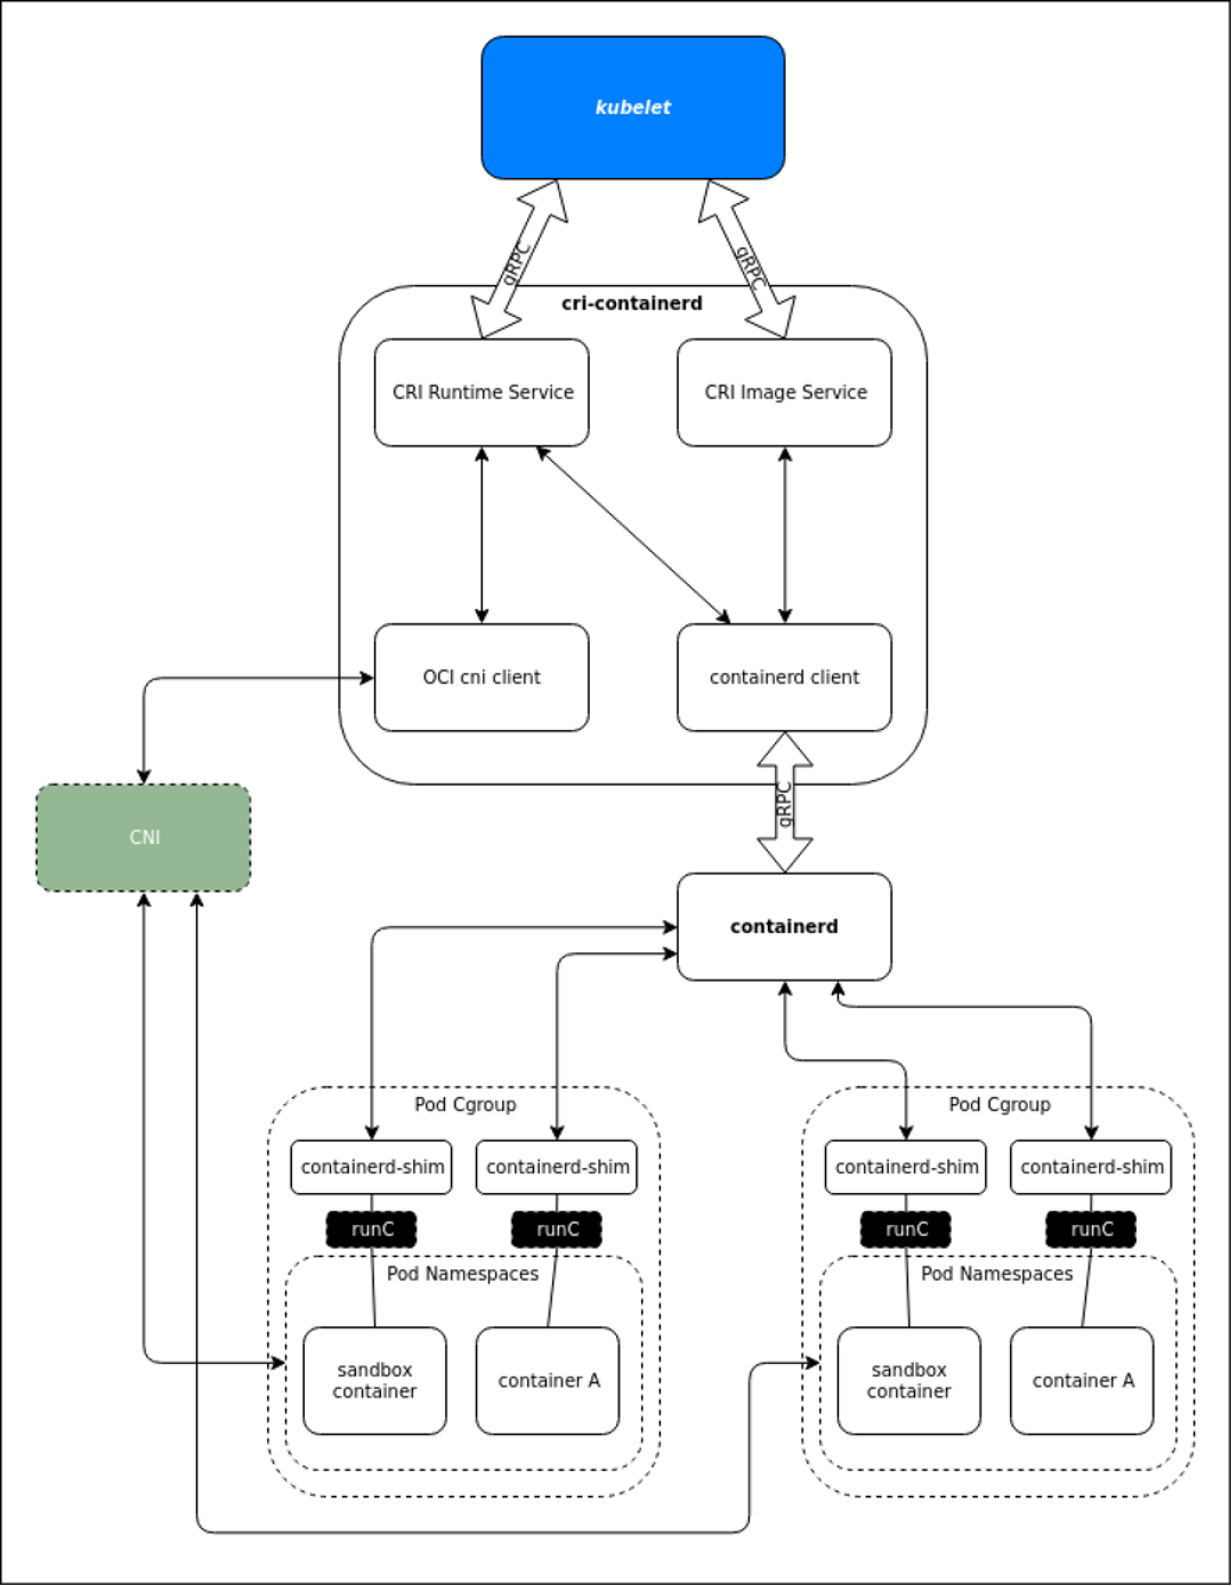 kubelet
gRPC
gRPC
cri-containerd
CRI Runtime Service
CRI Image Service
OCI cni client
containerd client
gRPC
CNI
containerd
Pod Cgroup
Pod Cgroup
containerd-shim
containerd-shim
containerd-shim
containerd-shim
runC
runC
runC
runC
Pod Namespaces
Pod Namespaces
sandbox
container
container A
sandbox
container
container A